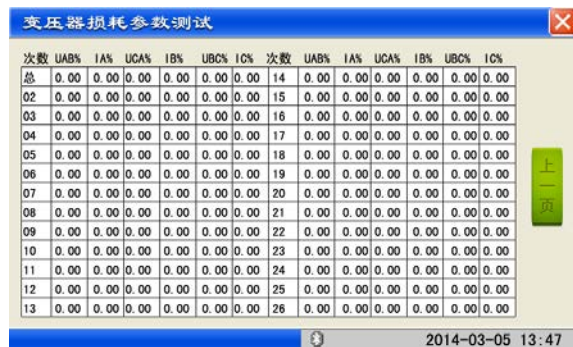 变压器损耗参数测试
次数 UAB% IA% UCA% IB% UBC% IC% 次数 UAB% IA% UCA% IB% UBC% IC%
总 0.00 0.00 0.00 0.00 0.00 0.00 14 0.00 0.00 0.00 0.00 0.00 0.00
02 0.00 0.00 0.00 0.00 0.00 0.00 15 0.00 0.00 0.00 0.00 0.00 0.00
03 0.00 0.00 0.00 0.00 0.00 0.00 16 0.00 0.00 0.00 0.00 0.00 0.00
04 0.00 0.00 0.00 0.00 0.00 0.00 17 0.00 0.00 0.00 0.00 0.00 0.00
05 0.00 0.00 0.00 0.00 0.00 0.00 18 0.00 0.00 0.00 0.00 0.00 0.00
06 0.00 0.00 0.00 0.00 0.00 0.00 19 0.00 0.00 0.00 0.00 0.00 0.00
07 0.00 0.00 0.00 0.00 0.00 0.00 20 0.00 0.00 0.00 0.00 0.00 0.00
08 0.00 0.00 0.00 0.00 0.00 0.00 21 0.00 0.00 0.00 0.00 0.00 0.00
09 0.00 0.00 0.00 0.00 0.00 0.00 22 0.00 0.00 0.00 0.00 0.00 0.00
10 0.00 0.00 0.00 0.00 0.00 0.00 23 0.00 0.00 0.00 0.00 0.00 0.00
11 0.00 0.00 0.00 0.00 0.00 0.00 24 0.00 0.00 0.00 0.00 0.00 0.00
12 0.00 0.00 0.00 0.00 0.00 0.00 25 0.00 0.00 0.00 0.00 0.00 0.00
13 0.00 0.00 0.00 0.00 0.00 0.00 26 0.00 0.00 0.00 0.00 0.00 0.00
上一页
2014-03-05 13:47